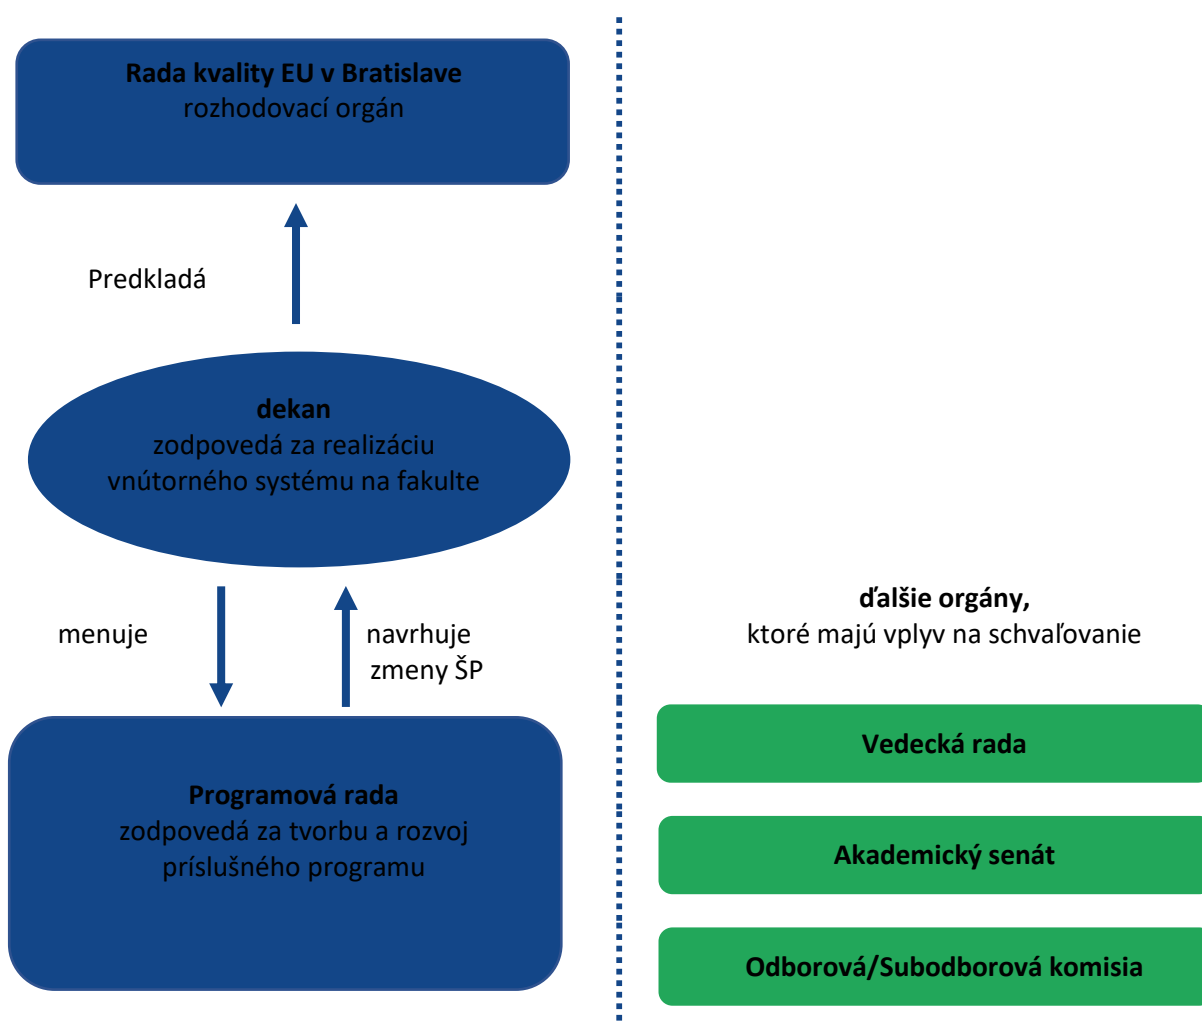 Rada kvality EU v Bratislave
rozhodovací orgán
Predkladá
dekan
zodpovedá za realizáciu
vnútorného systému na fakulte
menuje
navrhuje
zmeny ŠP
Programová rada
zodpovedá za tvorbu a rozvoj
príslušného programu
ďalšie orgány,
ktoré majú vplyv na schvaľovanie
Vedecká rada
Akademický senát
Odborová/Subodborová komisia